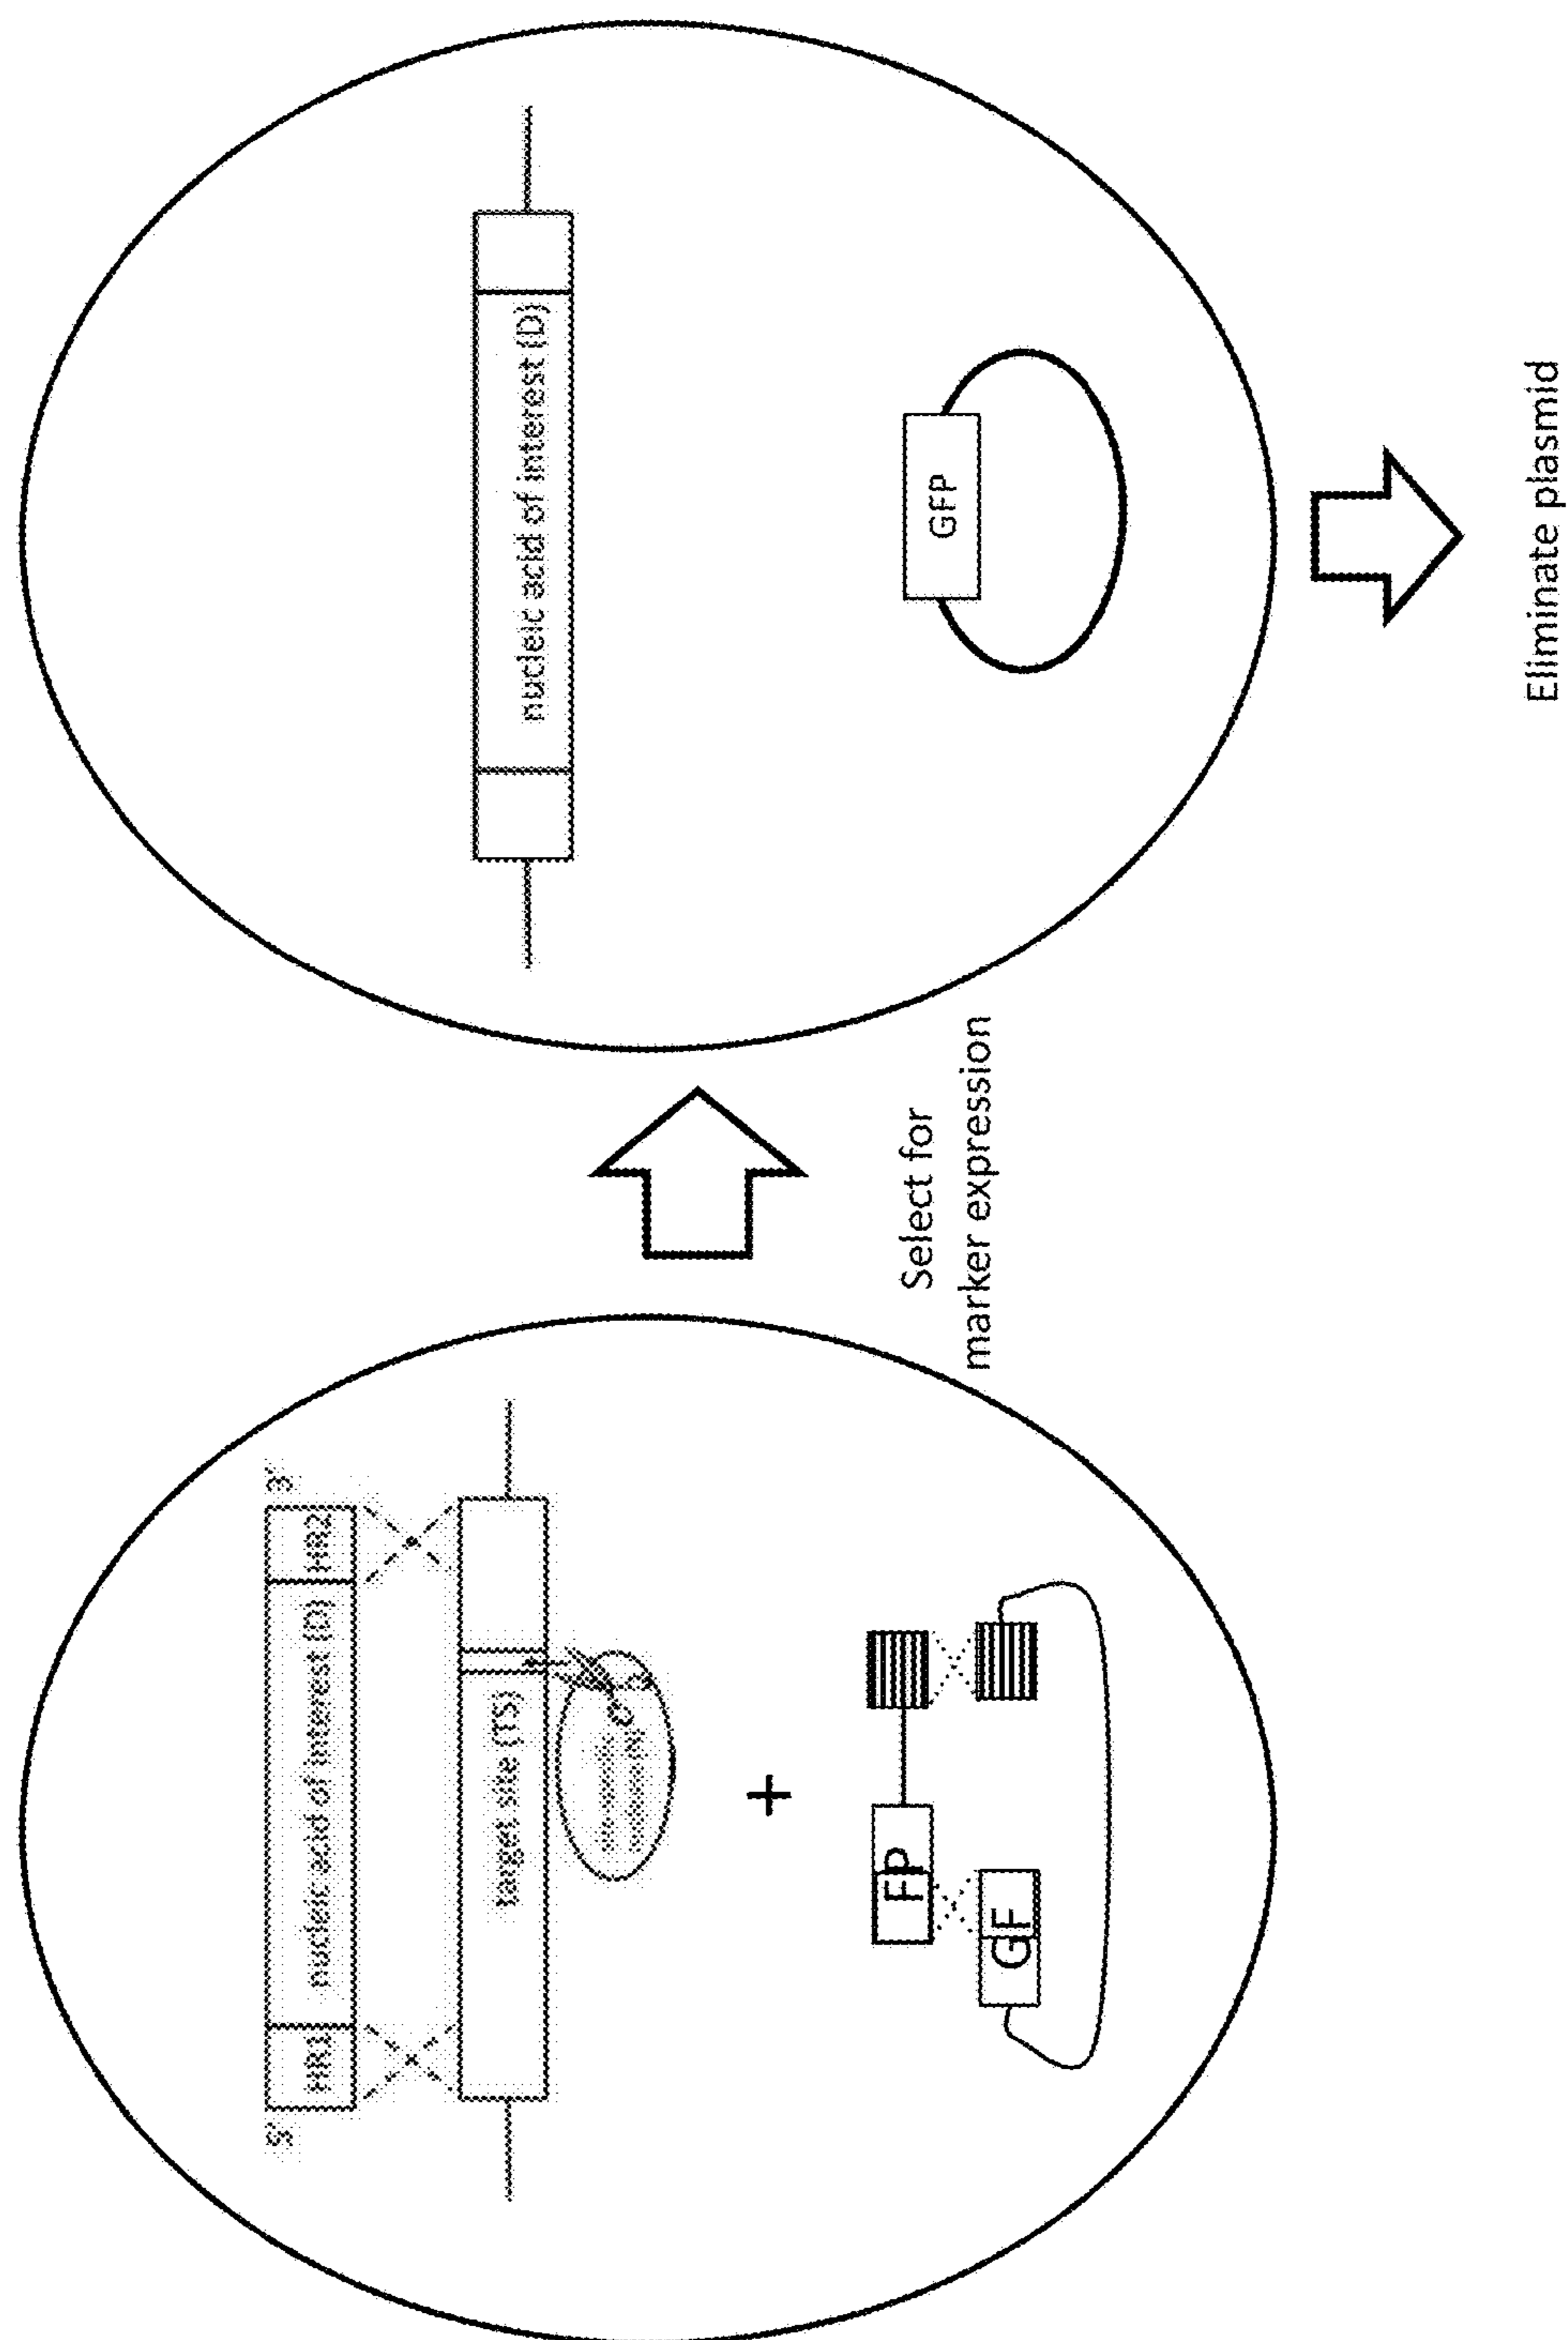 5'
HR1
nucleic acid of interest (D)
HR2
3'
target site (TS)
+
FP
GF
Select for
marker expression
nucleic acid of interest (D)
GFP
Eliminate plasmid